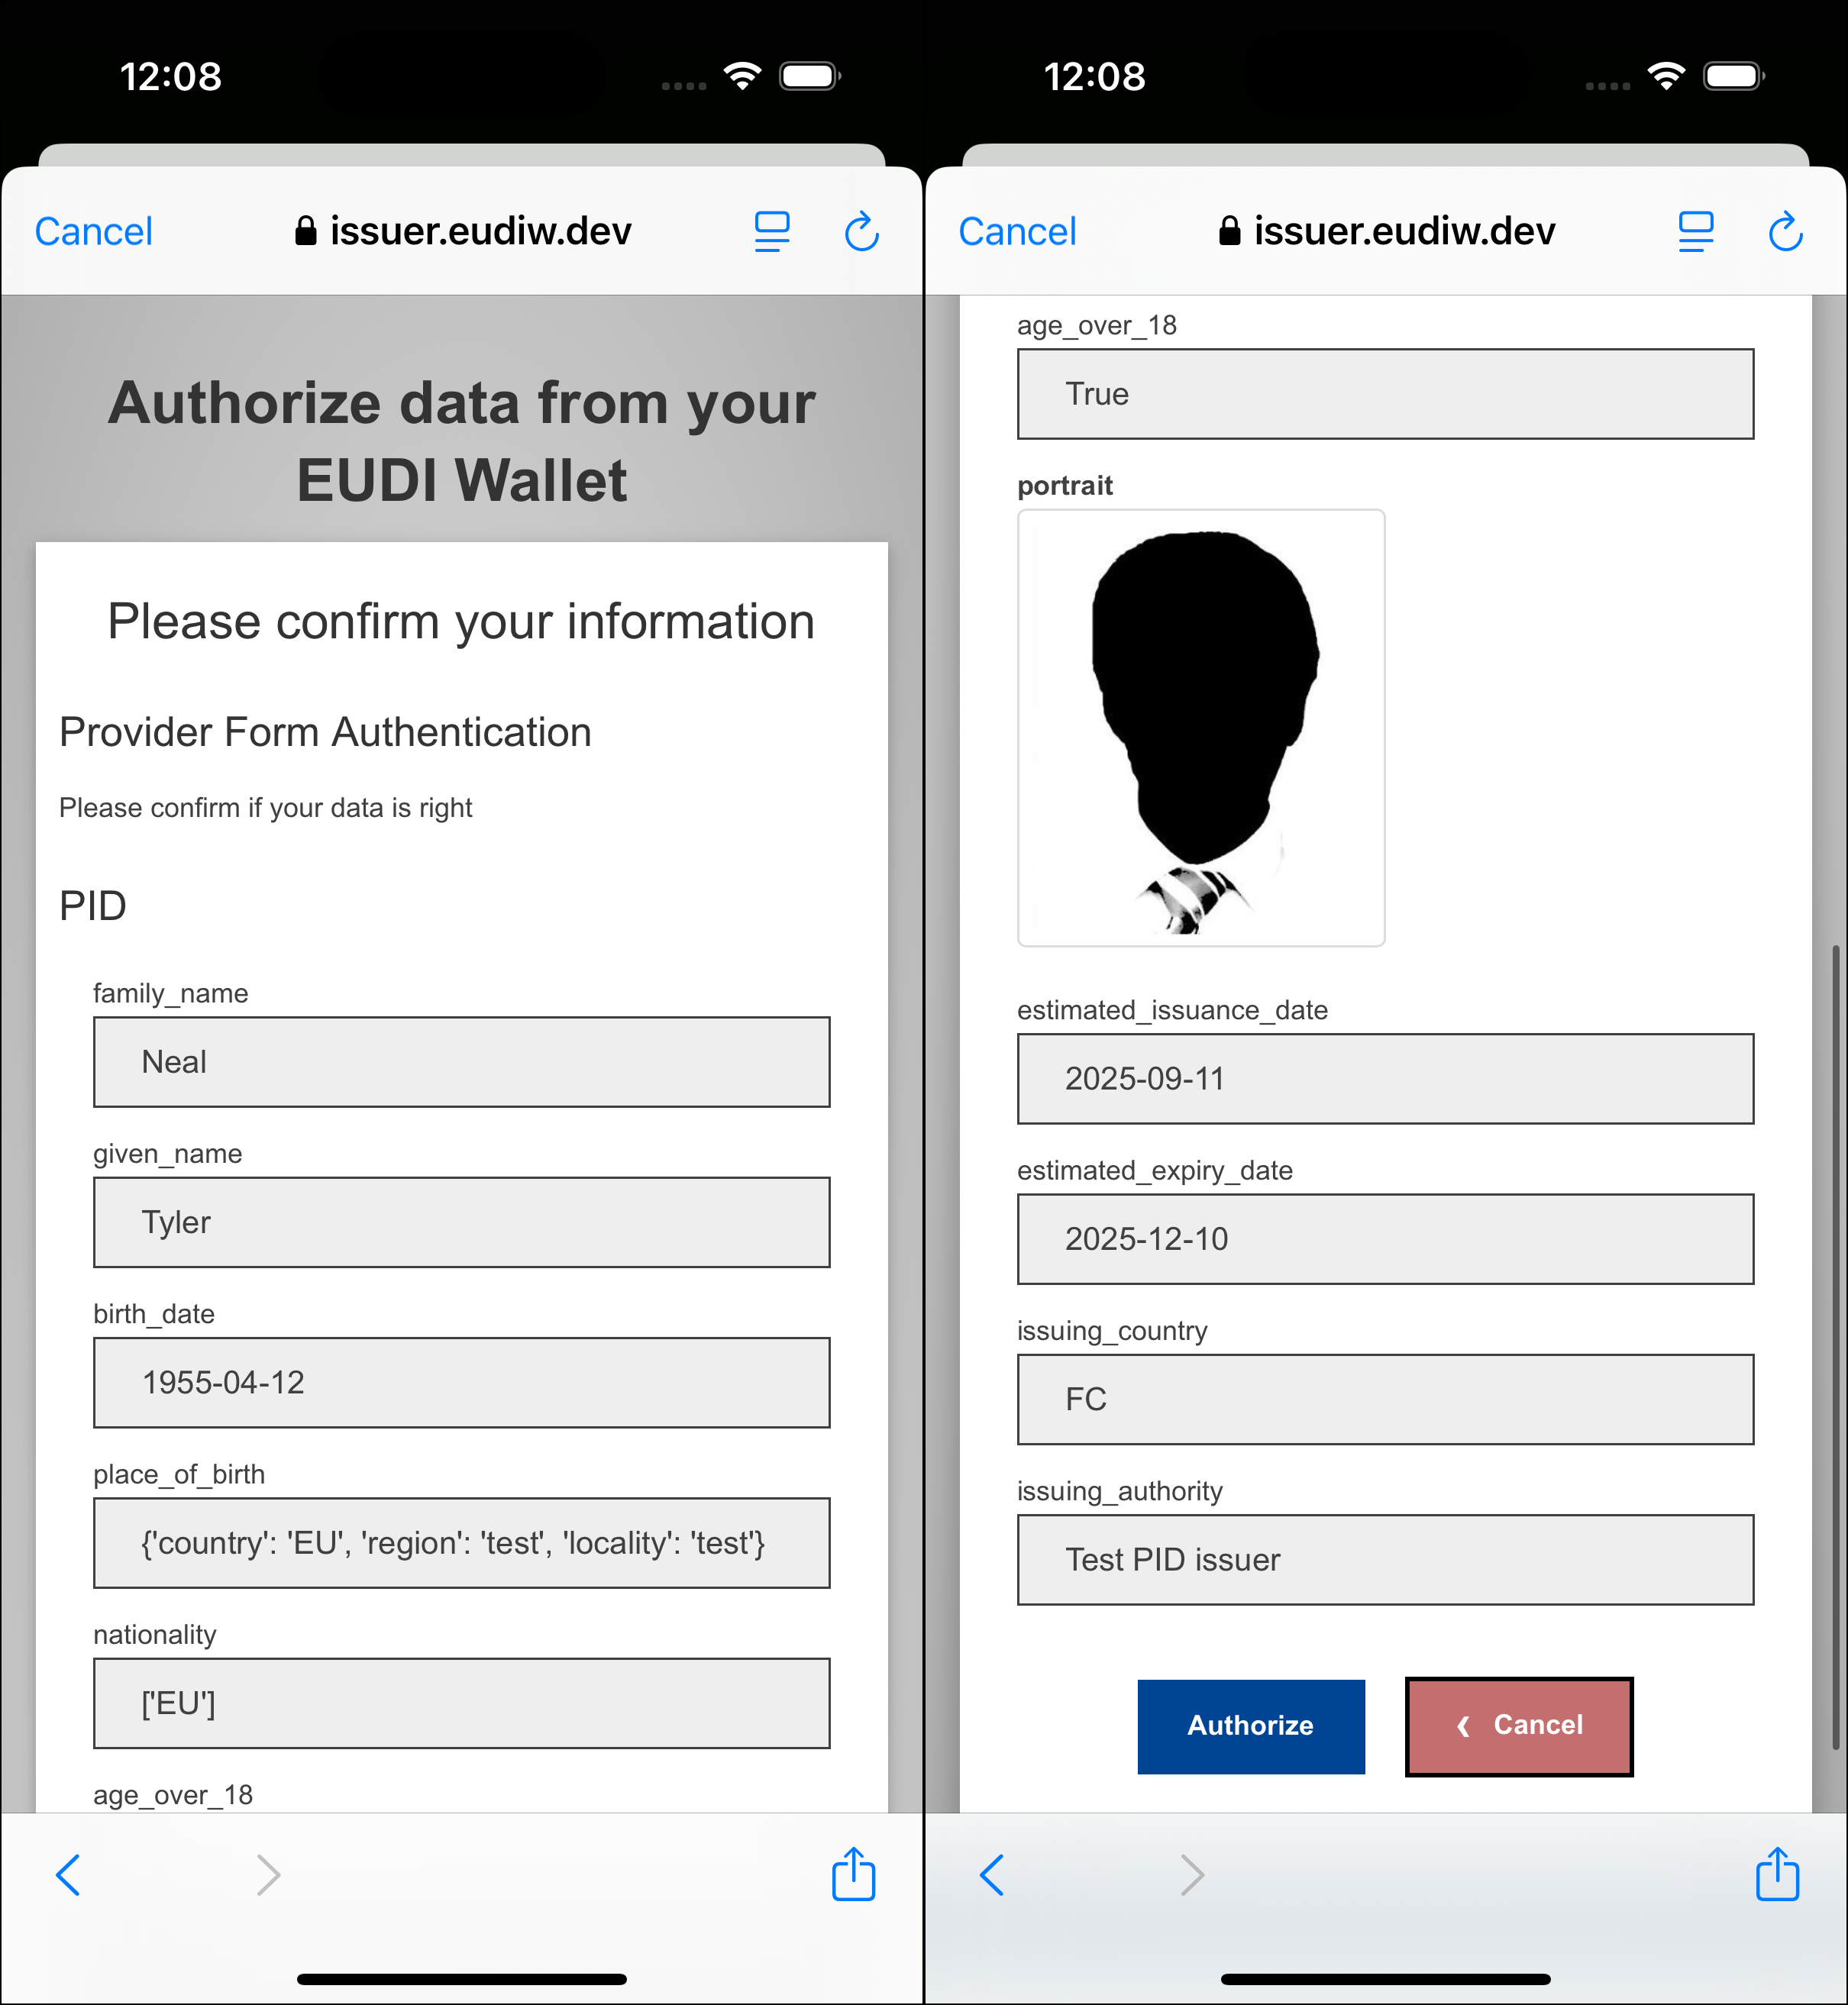 12:08
Cancel
issuer.eudiw.dev
Authorize data from your
EUDI Wallet
Please confirm your information
Provider Form Authentication
Please confirm if your data is right
PID
family_name
Neal
given_name
Tyler
birth_date
1955-04-12
place_of_birth
{'country': 'EU', 'region': 'test', 'locality': 'test'}
nationality
['EU']
age_over_18
12:08
Cancel
issuer.eudiw.dev
age_over_18
True
portrait
estimated_issuance_date
2025-09-11
estimated_expiry_date
2025-12-10
issuing_country
FC
issuing_authority
Test PID issuer
Authorize
❮ Cancel